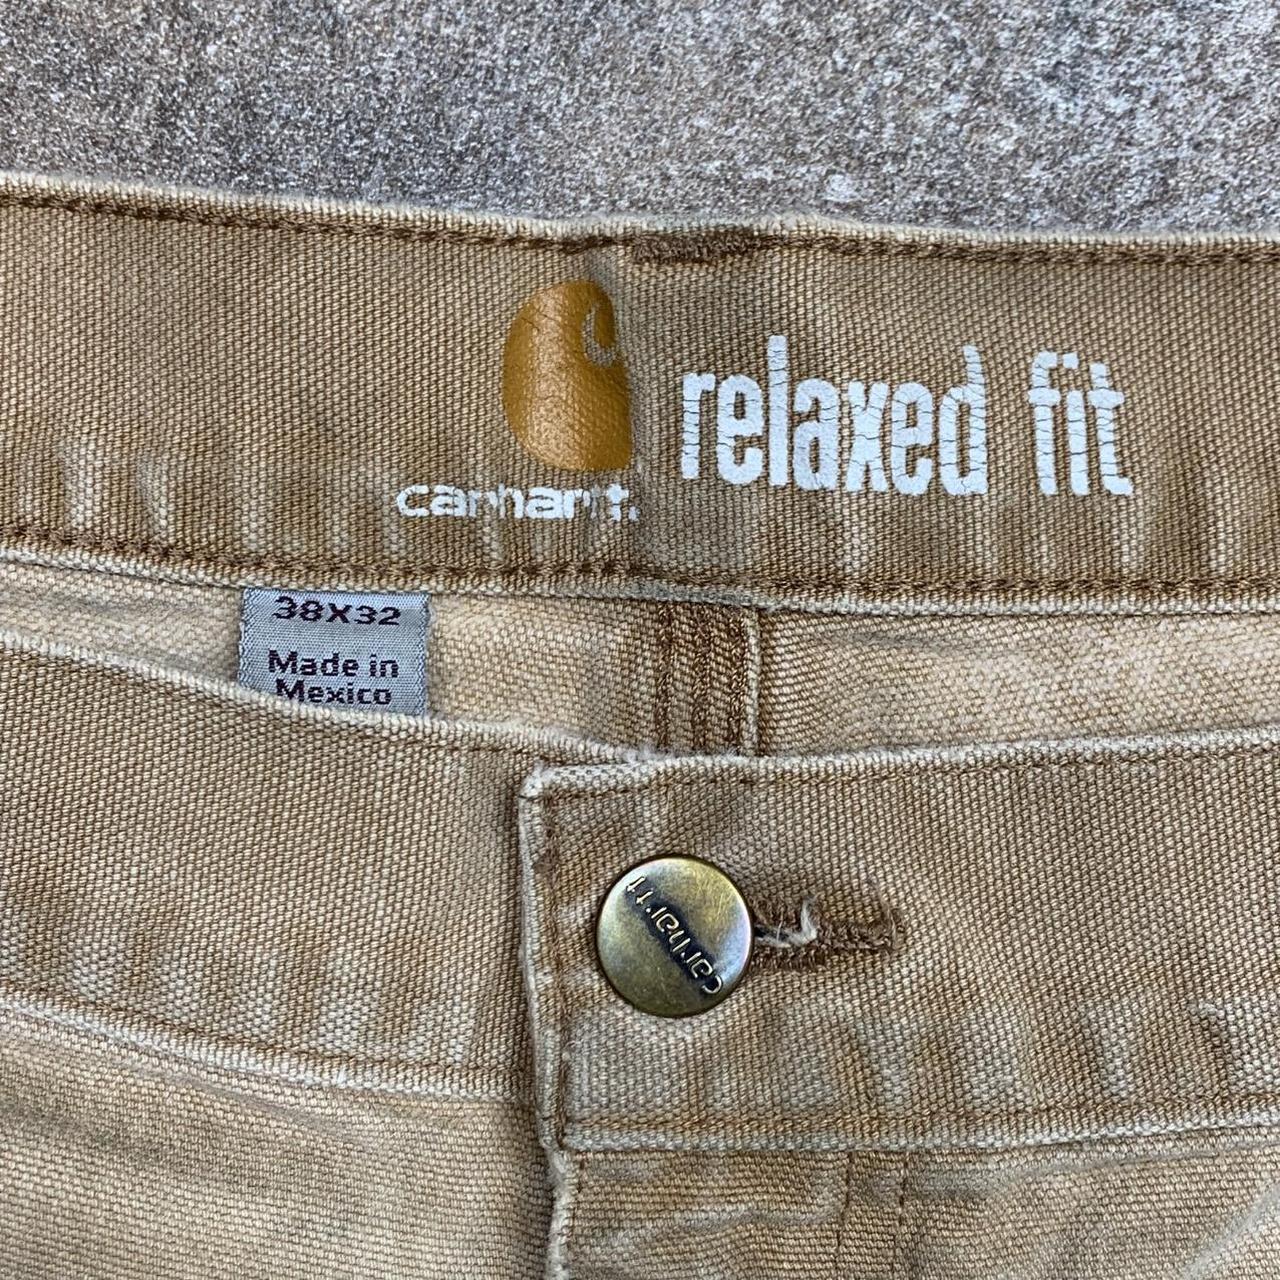 relaxed fit
carhartt.
38X32
Made in
Mexico
carhartt